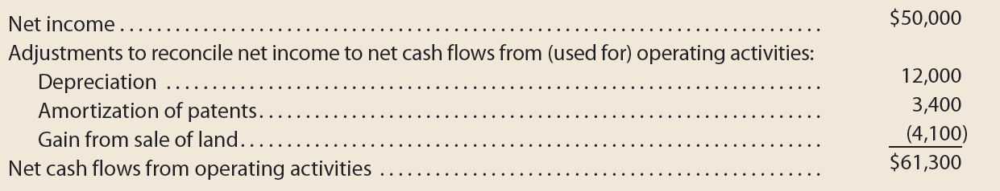 Net income . . . . . . . . . . . . . . . . . . . . . . . . . . . . . . . . . . . . . . . . . . . . . . . . . . . . . . . . . . . . $50,000
Adjustments to reconcile net income to net cash flows from (used for) operating activities:
Depreciation . . . . . . . . . . . . . . . . . . . . . . . . . . . . . . . . . . . . . . . . . . . . . . . . . . . . . . . . 12,000
Amortization of patents. . . . . . . . . . . . . . . . . . . . . . . . . . . . . . . . . . . . . . . . . . . . . . . . 3,400
Gain from sale of land. . . . . . . . . . . . . . . . . . . . . . . . . . . . . . . . . . . . . . . . . . . . . . . . . (4,100)
Net cash flows from operating activities . . . . . . . . . . . . . . . . . . . . . . . . . . . . . . . . . . . . . . $61,300